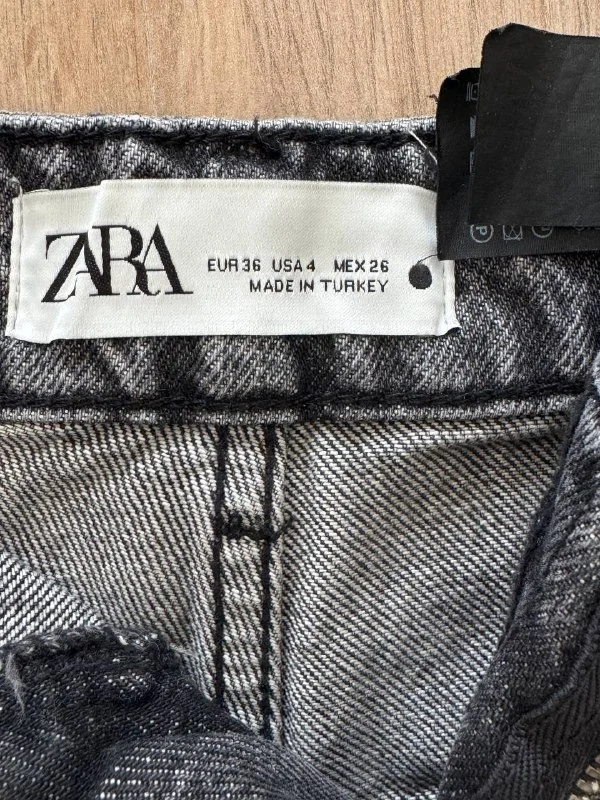 ZARA
EUR 36 USA 4 MEX 26
MADE IN TURKEY
P